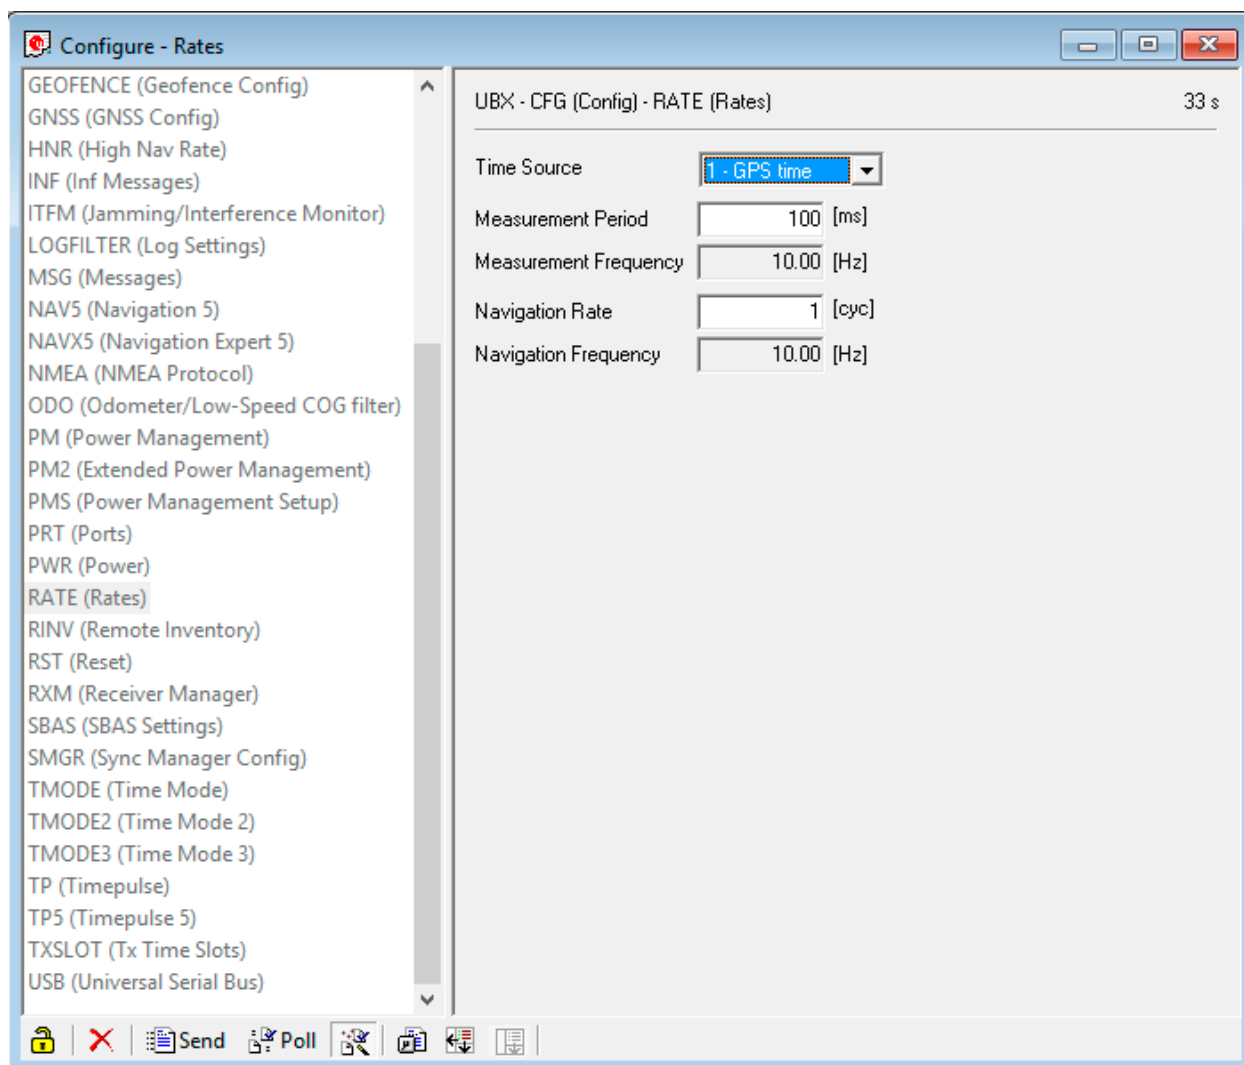 Configure - Rates
GEOFENCE (Geofence Config)
GNSS (GNSS Config)
HNR (High Nav Rate)
INF (Inf Messages)
ITFM (Jamming/Interference Monitor)
LOGFILTER (Log Settings)
MSG (Messages)
NAV5 (Navigation 5)
NAVX5 (Navigation Expert 5)
NMEA (NMEA Protocol)
ODO (Odometer/Low-Speed COG filter)
PM (Power Management)
PM2 (Extended Power Management)
PMS (Power Management Setup)
PRT (Ports)
PWR (Power)
RATE (Rates)
RINV (Remote Inventory)
RST (Reset)
RXM (Receiver Manager)
SBAS (SBAS Settings)
SMGR (Sync Manager Config)
TMODE (Time Mode)
TMODE2 (Time Mode 2)
TMODE3 (Time Mode 3)
TP (Timepulse)
TP5 (Timepulse 5)
TXSLOT (Tx Time Slots)
USB (Universal Serial Bus)
UBX - CFG (Config) - RATE (Rates) 33 s
Time Source 1 - GPS time
Measurement Period 100 [ms]
Measurement Frequency 10.00 [Hz]
Navigation Rate 1 [cyc]
Navigation Frequency 10.00 [Hz]
Send Poll